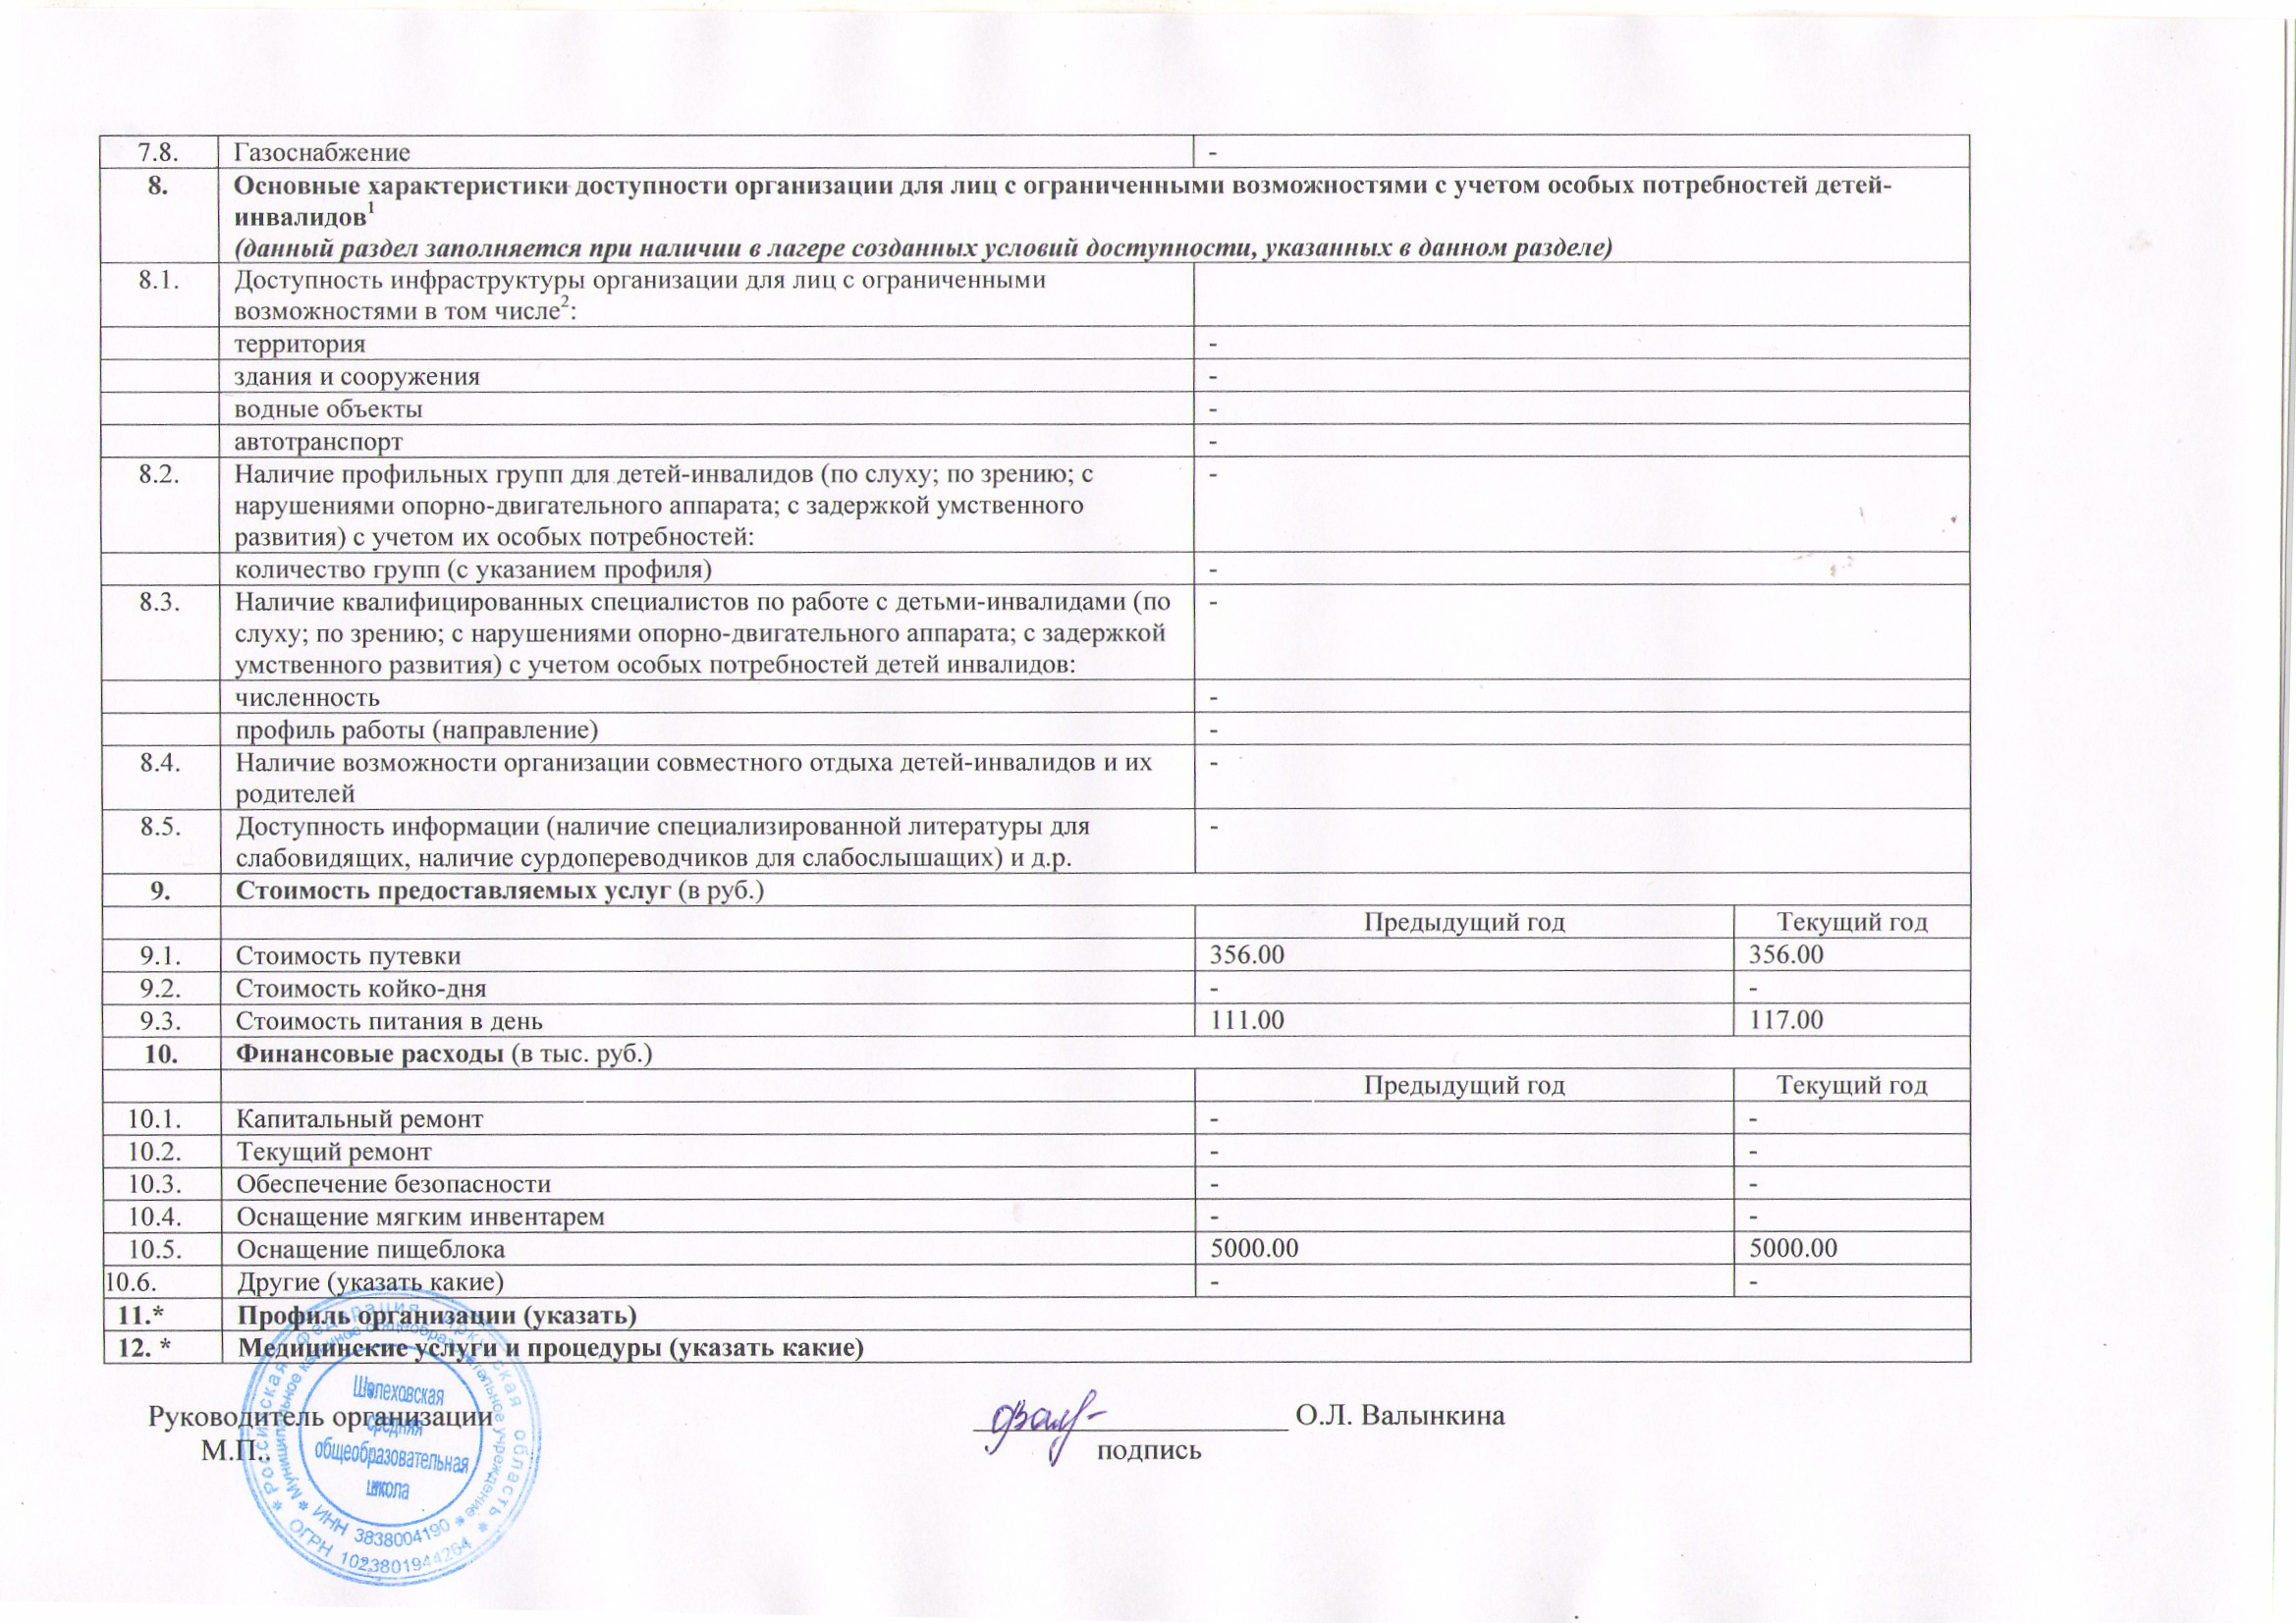 7.8. Газоснабжение -
8. Основные характеристики доступности организации для лиц с ограниченными возможностями с учетом особых потребностей детей-
инвалидов¹
(данный раздел заполняется при наличии в лагере созданных условий доступности, указанных в данном разделе)
8.1. Доступность инфраструктуры организации для лиц с ограниченными
возможностями в том числе²:
территория -
здания и сооружения -
водные объекты -
автотранспорт -
8.2. Наличие профильных групп для детей-инвалидов (по слуху; по зрению; с -
нарушениями опорно-двигательного аппарата; с задержкой умственного
развития) с учетом их особых потребностей:
количество групп (с указанием профиля) -
8.3. Наличие квалифицированных специалистов по работе с детьми-инвалидами (по -
слуху; по зрению; с нарушениями опорно-двигательного аппарата; с задержкой
умственного развития) с учетом особых потребностей детей инвалидов:
численность -
профиль работы (направление) -
8.4. Наличие возможности организации совместного отдыха детей-инвалидов и их -
родителей
8.5. Доступность информации (наличие специализированной литературы для -
слабовидящих, наличие сурдопереводчиков для слабослышащих) и д.р.
9. Стоимость предоставляемых услуг (в руб.)
Предыдущий год Текущий год
9.1. Стоимость путевки 356.00 356.00
9.2. Стоимость койко-дня - -
9.3. Стоимость питания в день 111.00 117.00
10. Финансовые расходы (в тыс. руб.)
Предыдущий год Текущий год
10.1. Капитальный ремонт - -
10.2. Текущий ремонт - -
10.3. Обеспечение безопасности - -
10.4. Оснащение мягким инвентарем - -
10.5. Оснащение пищеблока 5000.00 5000.00
10.6. Другие (указать какие) - -
11.* Профиль организации (указать)
12. * Медицинские услуги и процедуры (указать какие)
Руководитель организации О.Л. Валынкина
М.П.. подпись
Российская Федерация Иркутская область
Муниципальное казенное общеобразовательное учреждение
Шелеховская
средняя
общеобразовательная
школа
ИНН 3838004190
ОГРН 1023801944264